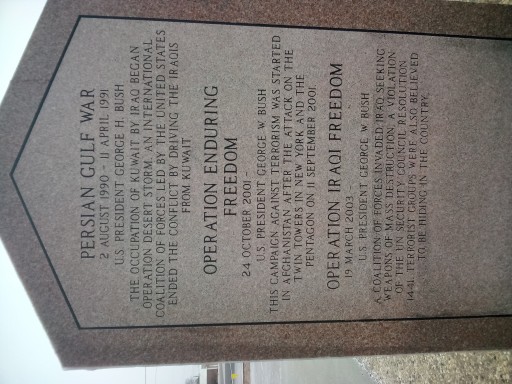 PERSIAN GULF WAR
2 AUGUST 1990 - 11 APRIL 1991
U.S. PRESIDENT GEORGE H. BUSH
THE OCCUPATION OF KUWAIT BY IRAQ BEGAN
OPERATION DESERT STORM. AN INTERNATIONAL
COALITION OF FORCES LED BY THE UNITED STATES
ENDED THE CONFLICT BY DRIVING THE IRAQIS
FROM KUWAIT
OPERATION ENDURING
FREEDOM
24 OCTOBER 2001 -
U.S. PRESIDENT GEORGE W. BUSH
THIS CAMPAIGN AGAINST TERRORISM WAS STARTED
IN AFGHANISTAN AFTER THE ATTACK ON THE
TWIN TOWERS IN NEW YORK AND THE
PENTAGON ON 11 SEPTEMBER 2001
OPERATION IRAQI FREEDOM
19 MARCH 2003 -
U.S. PRESIDENT GEORGE W. BUSH
A COALITION OF FORCES INVADED IRAQ SEEKING
WEAPONS OF MASS DESTRUCTION, A VIOLATION
OF THE UN SECURITY COUNCIL RESOLUTION
1441. TERRORIST GROUPS WERE ALSO BELIEVED
TO BE HIDING IN THE COUNTRY.